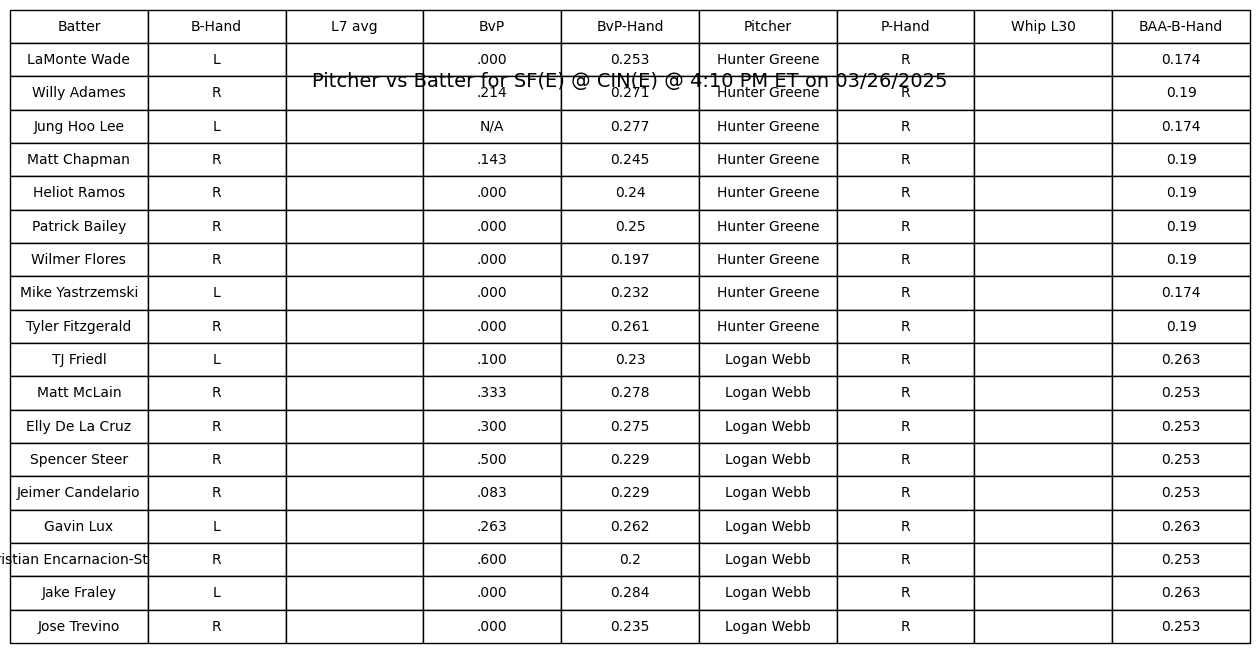 Batter B-Hand L7 avg BvP BvP-Hand Pitcher P-Hand Whip L30 BAA-B-Hand
LaMonte Wade L .000 0.253 Hunter Greene R 0.174
Pitcher vs Batter for SF(E) @ CIN(E) @ 4:10 PM ET on 03/26/2025
Willy Adames R .214 0.271 Hunter Greene R 0.19
Jung Hoo Lee L N/A 0.277 Hunter Greene R 0.174
Matt Chapman R .143 0.245 Hunter Greene R 0.19
Heliot Ramos R .000 0.24 Hunter Greene R 0.19
Patrick Bailey R .000 0.25 Hunter Greene R 0.19
Wilmer Flores R .000 0.197 Hunter Greene R 0.19
Mike Yastrzemski L .000 0.232 Hunter Greene R 0.174
Tyler Fitzgerald R .000 0.261 Hunter Greene R 0.19
TJ Friedl L .100 0.23 Logan Webb R 0.263
Matt McLain R .333 0.278 Logan Webb R 0.253
Elly De La Cruz R .300 0.275 Logan Webb R 0.253
Spencer Steer R .500 0.229 Logan Webb R 0.253
Jeimer Candelario R .083 0.229 Logan Webb R 0.253
Gavin Lux L .263 0.262 Logan Webb R 0.263
istian Encarnacion-St R .600 0.2 Logan Webb R 0.253
Jake Fraley L .000 0.284 Logan Webb R 0.263
Jose Trevino R .000 0.235 Logan Webb R 0.253